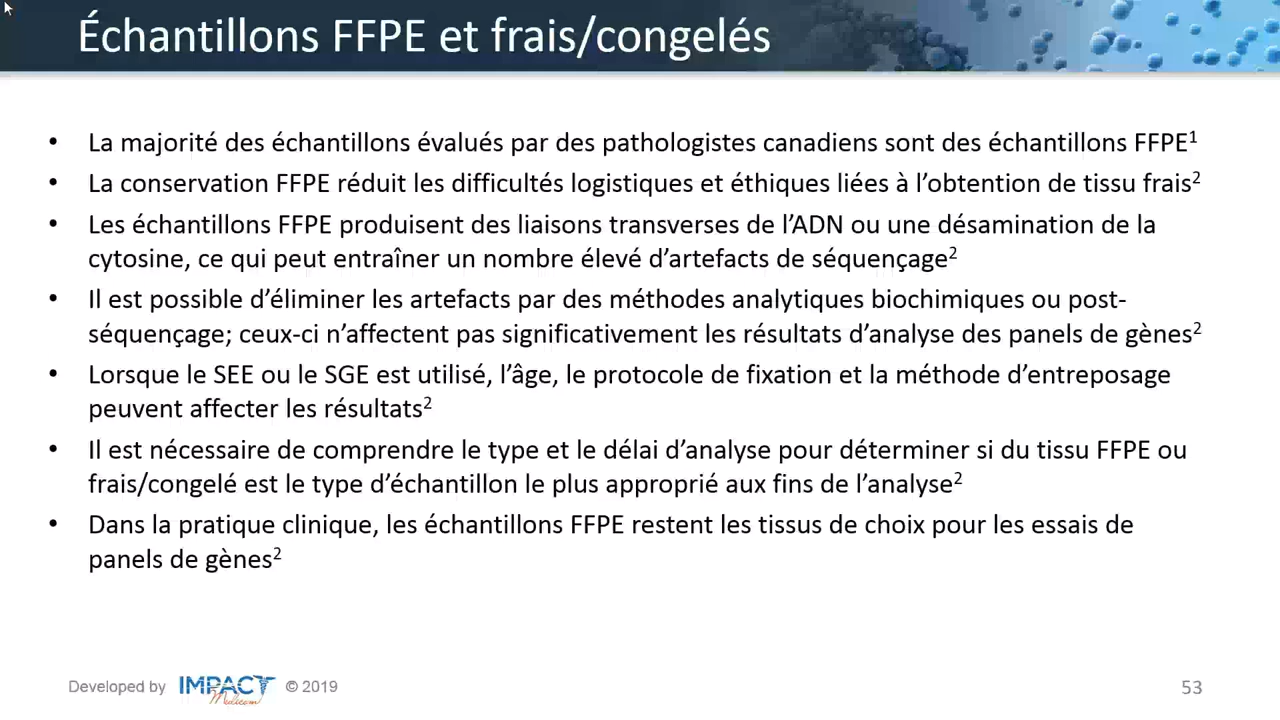 Échantillons FFPE et frais/congelés
• La majorité des échantillons évalués par des pathologistes canadiens sont des échantillons FFPE¹
• La conservation FFPE réduit les difficultés logistiques et éthiques liées à l’obtention de tissu frais²
• Les échantillons FFPE produisent des liaisons transverses de l’ADN ou une désamination de la
cytosine, ce qui peut entraîner un nombre élevé d’artefacts de séquençage²
• Il est possible d’éliminer les artefacts par des méthodes analytiques biochimiques ou post-
séquençage; ceux-ci n’affectent pas significativement les résultats d’analyse des panels de gènes²
• Lorsque le SEE ou le SGE est utilisé, l’âge, le protocole de fixation et la méthode d’entreposage
peuvent affecter les résultats²
• Il est nécessaire de comprendre le type et le délai d’analyse pour déterminer si du tissu FFPE ou
frais/congelé est le type d’échantillon le plus approprié aux fins de l’analyse²
• Dans la pratique clinique, les échantillons FFPE restent les tissus de choix pour les essais de
panels de gènes²
Developed by IMPACT Medicom © 2019
53